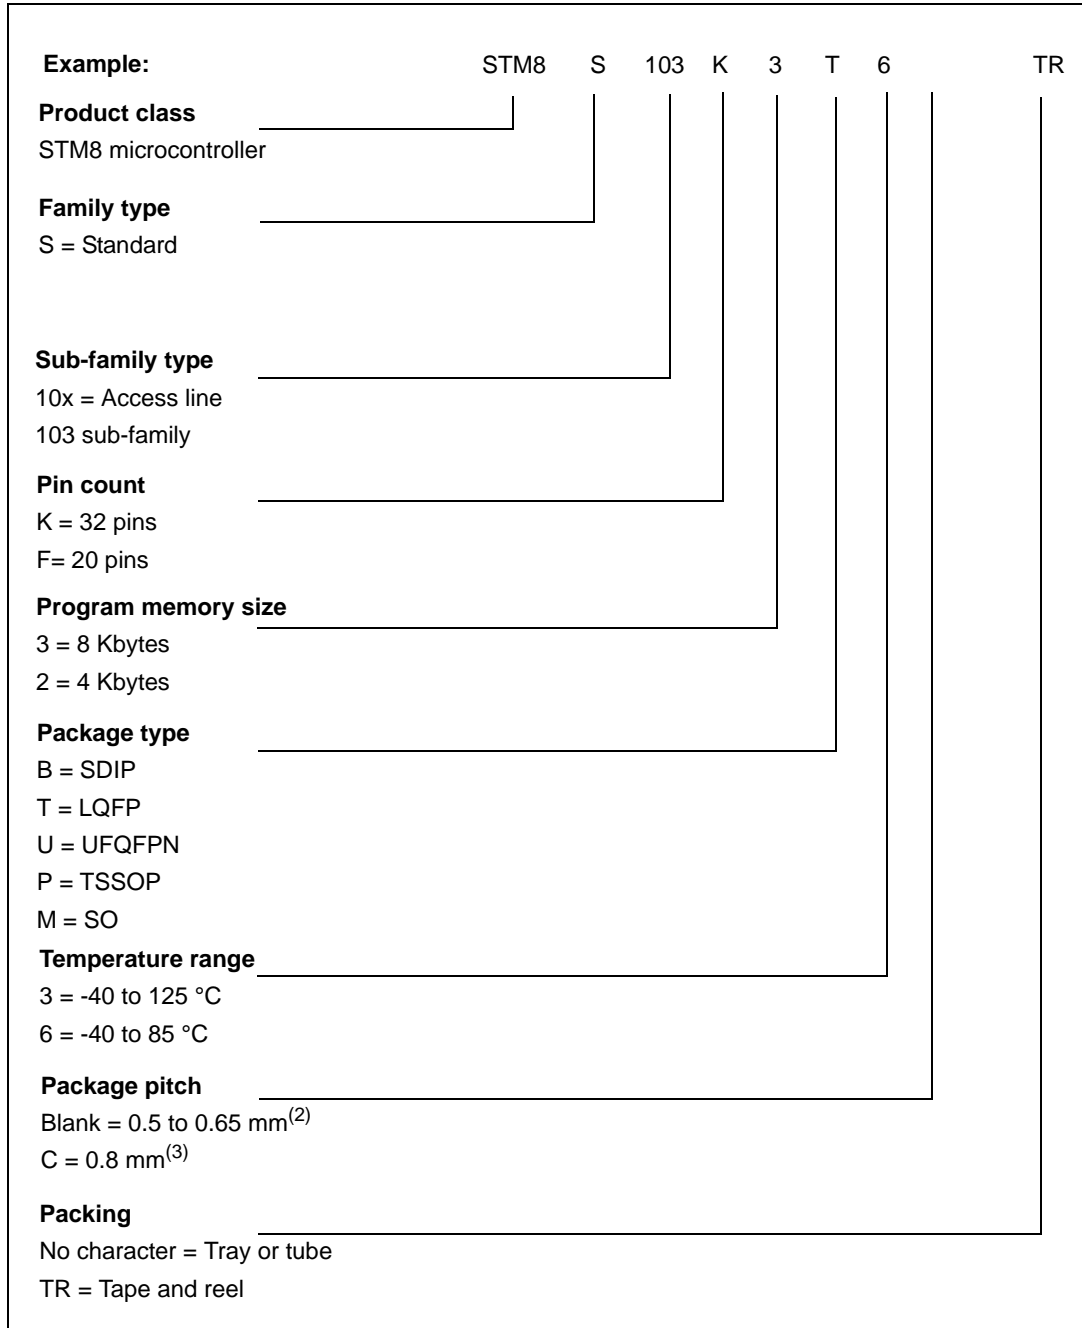 Example: STM8 S 103 K 3 T 6 TR
Product class
STM8 microcontroller
Family type
S = Standard
Sub-family type
10x = Access line
103 sub-family
Pin count
K = 32 pins
F= 20 pins
Program memory size
3 = 8 Kbytes
2 = 4 Kbytes
Package type
B = SDIP
T = LQFP
U = UFQFPN
P = TSSOP
M = SO
Temperature range
3 = -40 to 125 °C
6 = -40 to 85 °C
Package pitch
Blank = 0.5 to 0.65 mm(2)
C = 0.8 mm(3)
Packing
No character = Tray or tube
TR = Tape and reel